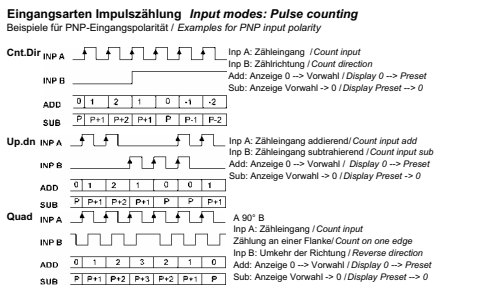 Eingangsarten Impulszählung Input modes: Pulse counting
Beispiele für PNP-Eingangspolarität / Examples for PNP input polarity
Cnt.Dir INP A
Inp A: Zähleingang / Count input
INP B
Inp B: Zählrichtung / Count direction
Add: Anzeige 0 --> Vorwahl / Display 0 --> Preset
Sub: Anzeige Vorwahl -> 0 / Display Preset --> 0
ADD 0 1 2 1 0 -1 -2
SUB P P+1 P+2 P+1 P P-1 P-2
Up.dn INP A
Inp A: Zähleingang addierend/ Count input add
Inp B: Zähleingang subtrahierend / Count input sub
INP B
Add: Anzeige 0 --> Vorwahl / Display 0 --> Preset
Sub: Anzeige Vorwahl -> 0 / Display Preset --> 0
ADD 0 1 2 1 0 0 1
SUB P P+1 P+2 P+1 P P P+1
Quad INP A
A 90° B
Inp A: Zähleingang / Count input
INP B
Zählung an einer Flanke/ Count on one edge
Inp B: Umkehr der Richtung / Reverse direction
ADD 0 1 2 3 2 1 0
Add: Anzeige 0 --> Vorwahl / Display 0 --> Preset
SUB P P+1 P+2 P+3 P+2 P+1 P
Sub: Anzeige Vorwahl -> 0 / Display Preset --> 0